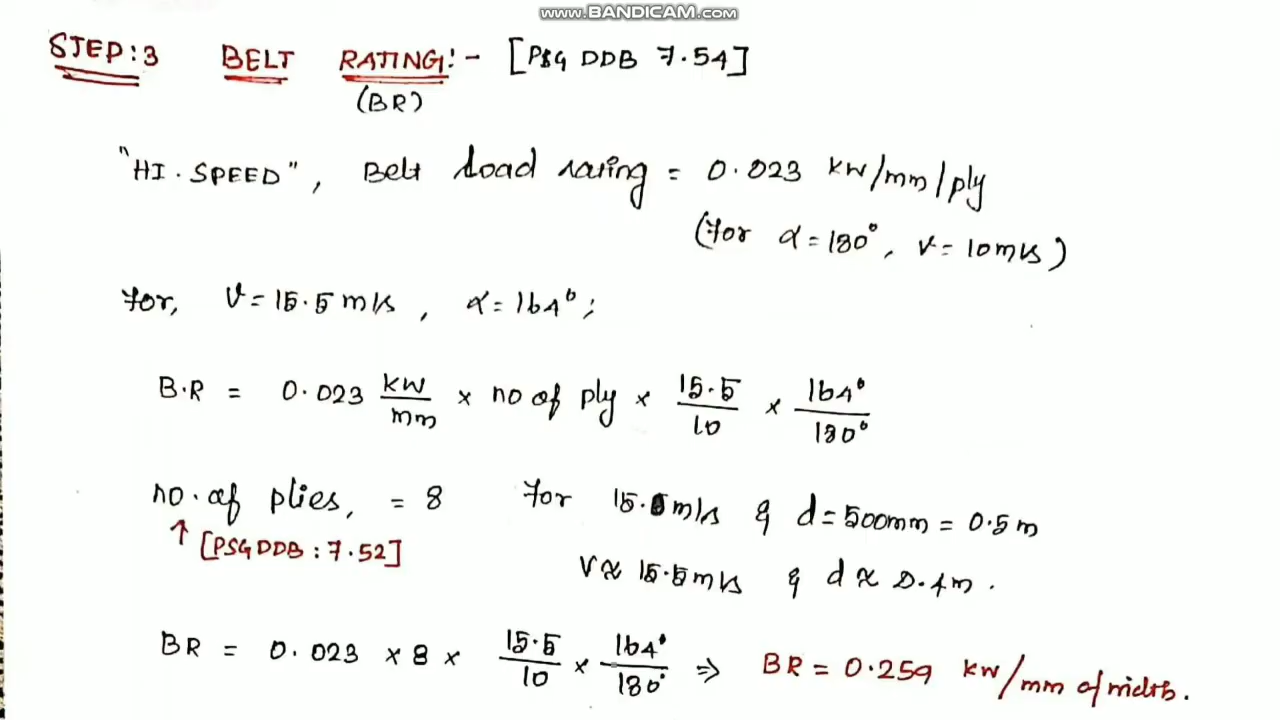 WWW.BANDICAM.COM
STEP:3 BELT RATING:- [PSG DDB 7.54]
(BR)
"HI. SPEED", Belt load rating = 0.023 kw/mm/ply
(for α=180°, v=10m/s)
for, v=15.5 m/s, α=164°;
B.R = 0.023 kw/mm × no of ply × 15.5/10 × 164°/180°
no. of plies, = 8 for 15.5m/s & d=500mm = 0.5m
↑ [PSG DDB : 7.52]
v≈ 15.5m/s & d≈ 0.4m.
BR = 0.023 × 8 × 15.5/10 × 164°/180° ⇒ BR = 0.259 kw/mm of width.